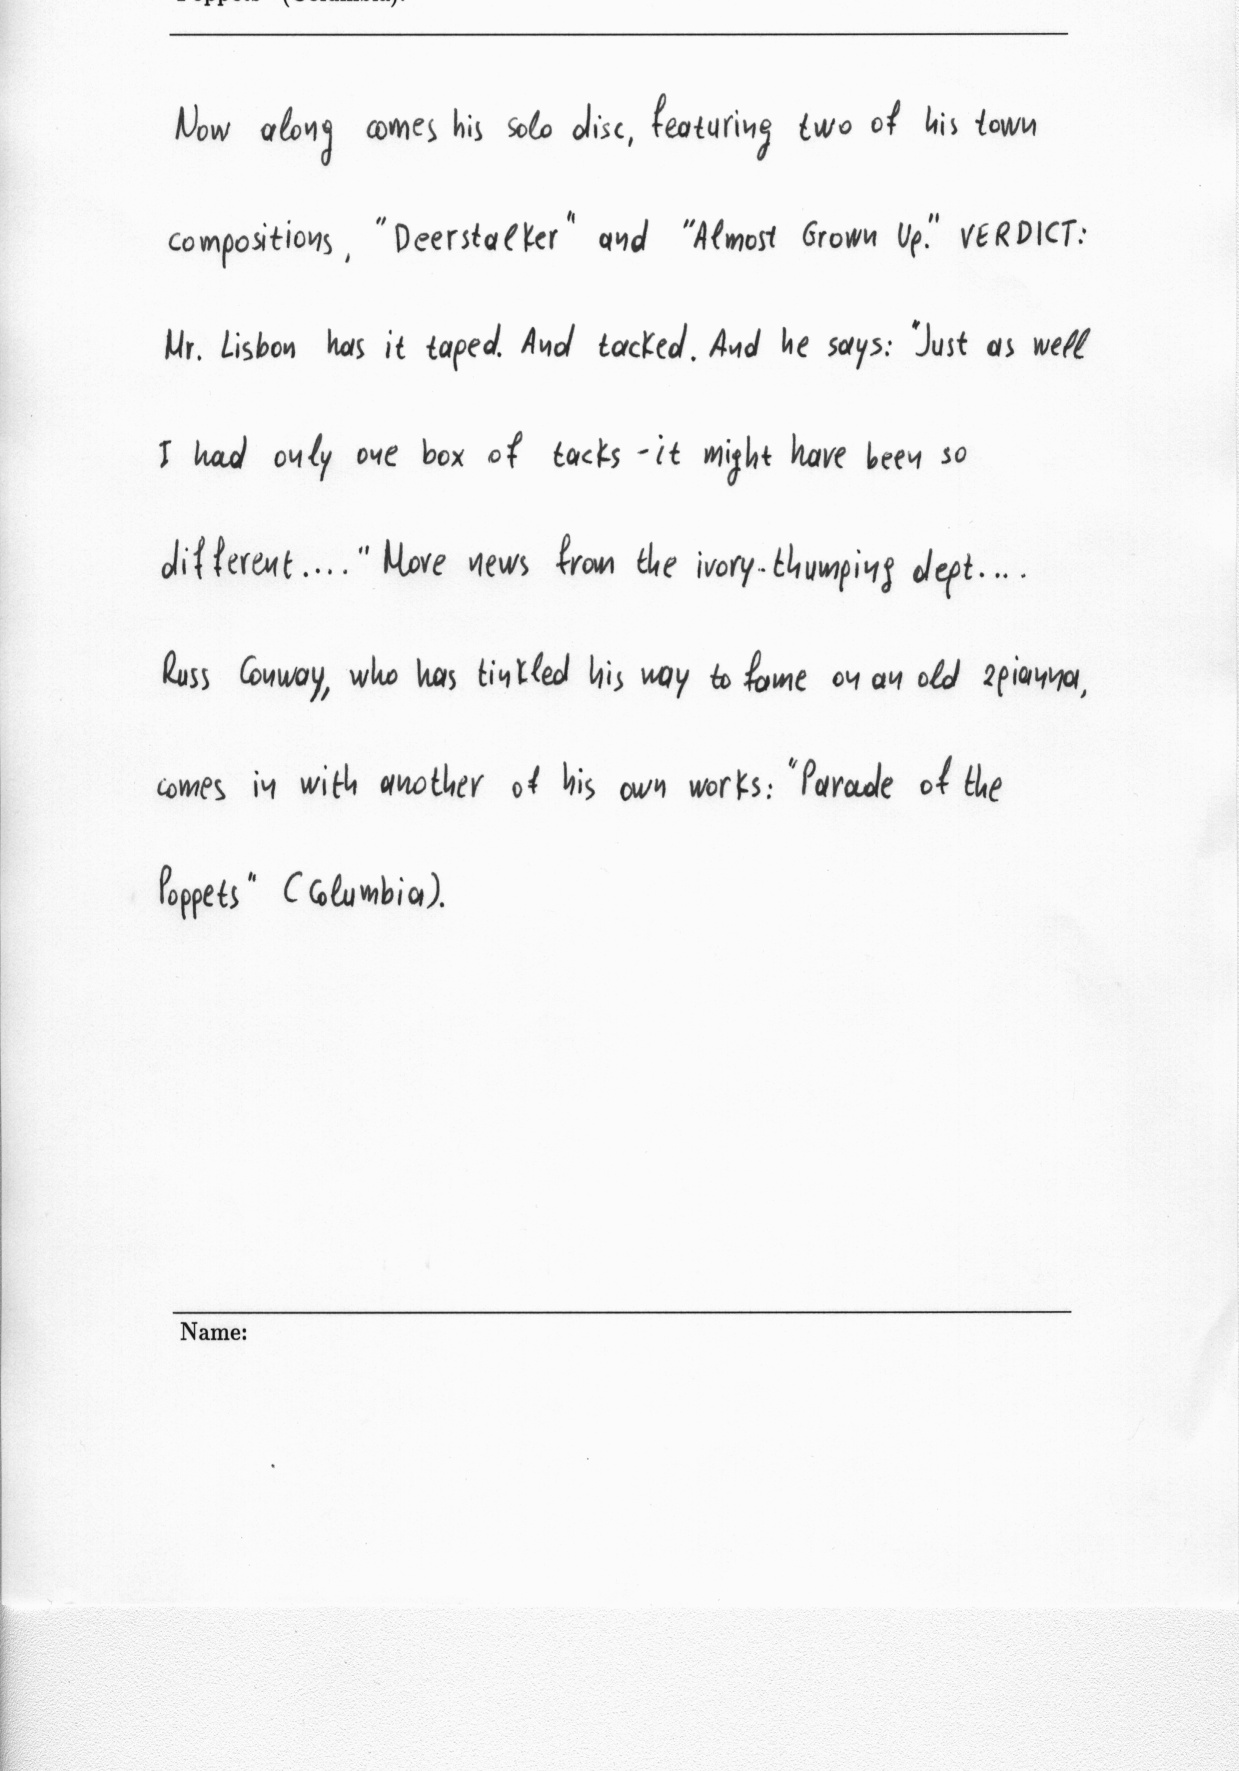 Now along comes his solo disc, featuring two of his town
compositions, "Deerstalker" and "Almost Grown Up." VERDICT:
Mr. Lisbon has it taped. And tacked. And he says: "Just as well
I had only one box of tacks - it might have been so
different...." More news from the ivory-thumping dept....
Russ Conway, who has tinkled his way to fame on an old 2pianna,
comes in with another of his own works: "Parade of the
Poppets" (Columbia).
Name: